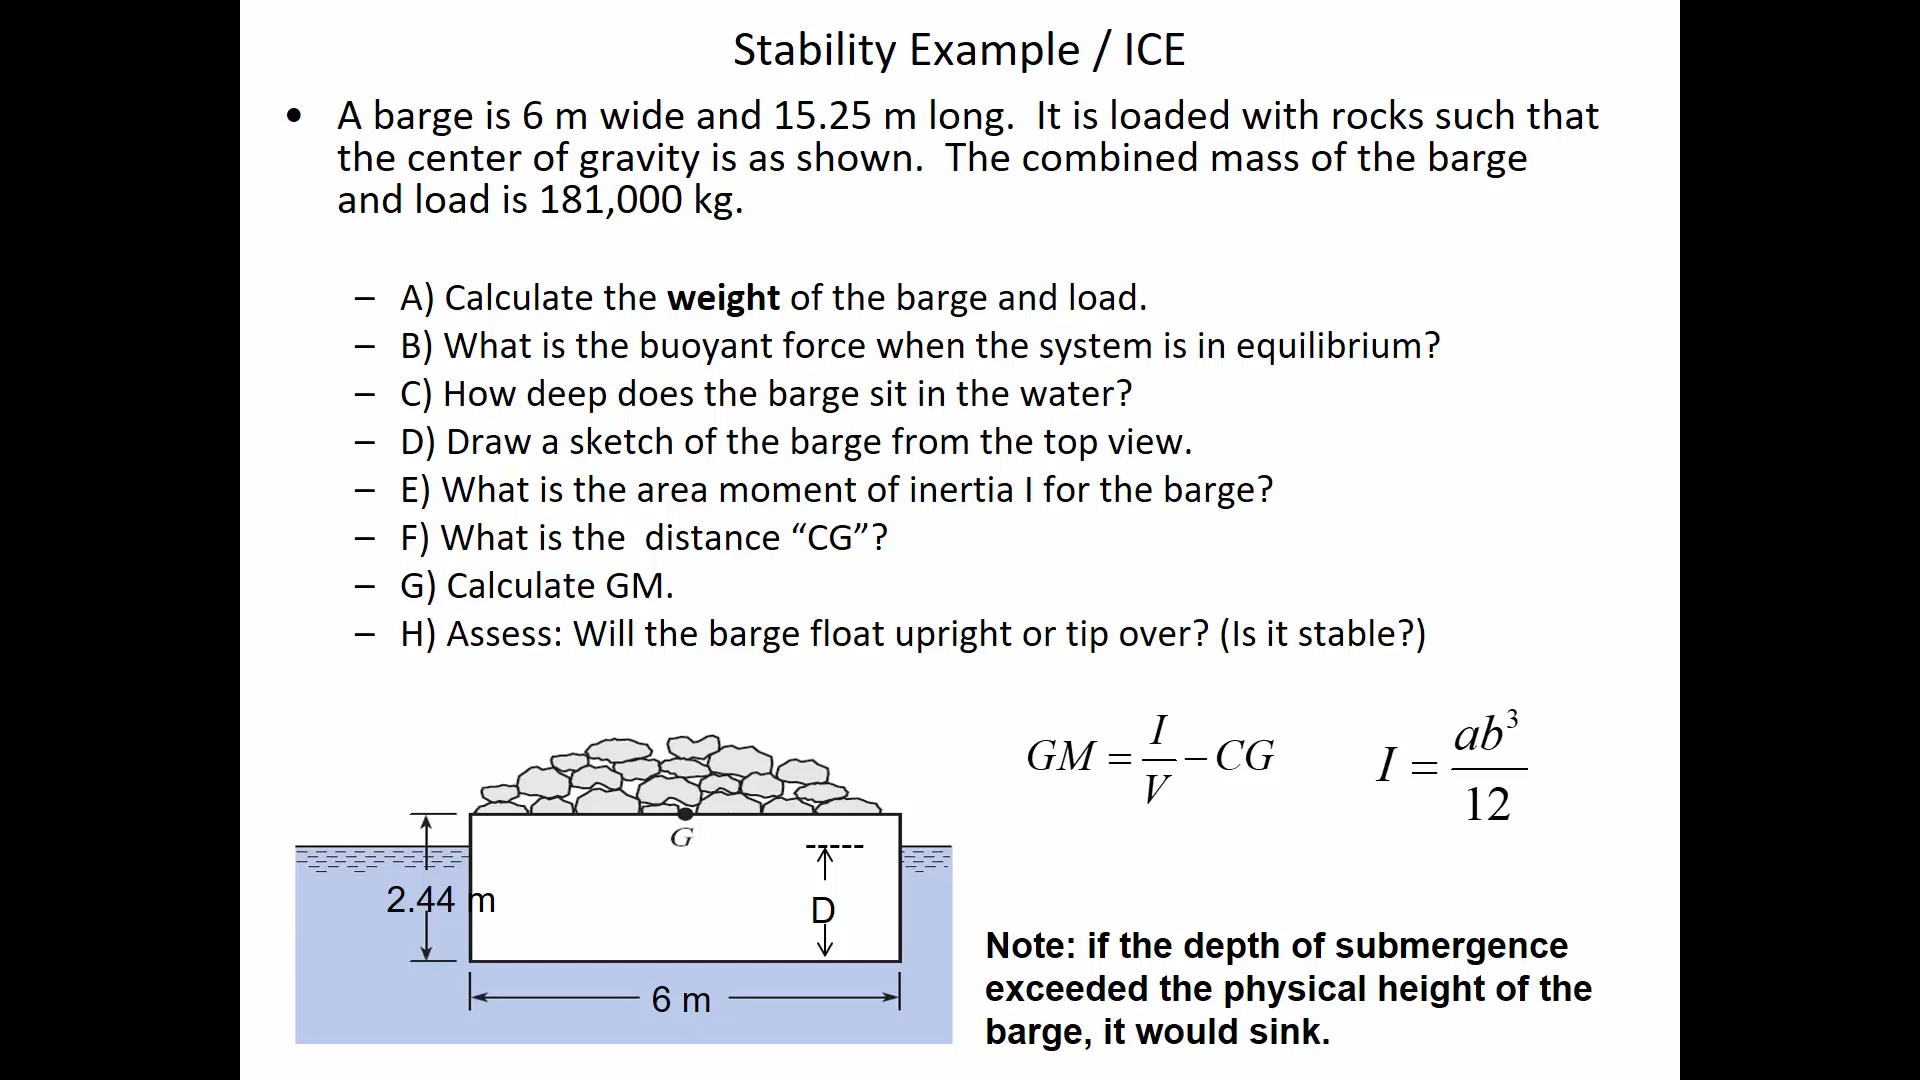 Stability Example / ICE
• A barge is 6 m wide and 15.25 m long. It is loaded with rocks such that
the center of gravity is as shown. The combined mass of the barge
and load is 181,000 kg.
– A) Calculate the weight of the barge and load.
– B) What is the buoyant force when the system is in equilibrium?
– C) How deep does the barge sit in the water?
– D) Draw a sketch of the barge from the top view.
– E) What is the area moment of inertia I for the barge?
– F) What is the distance “CG”?
– G) Calculate GM.
– H) Assess: Will the barge float upright or tip over? (Is it stable?)
GM = I/V − CG
I = ab³/12
G
2.44 m
D
6 m
Note: if the depth of submergence
exceeded the physical height of the
barge, it would sink.